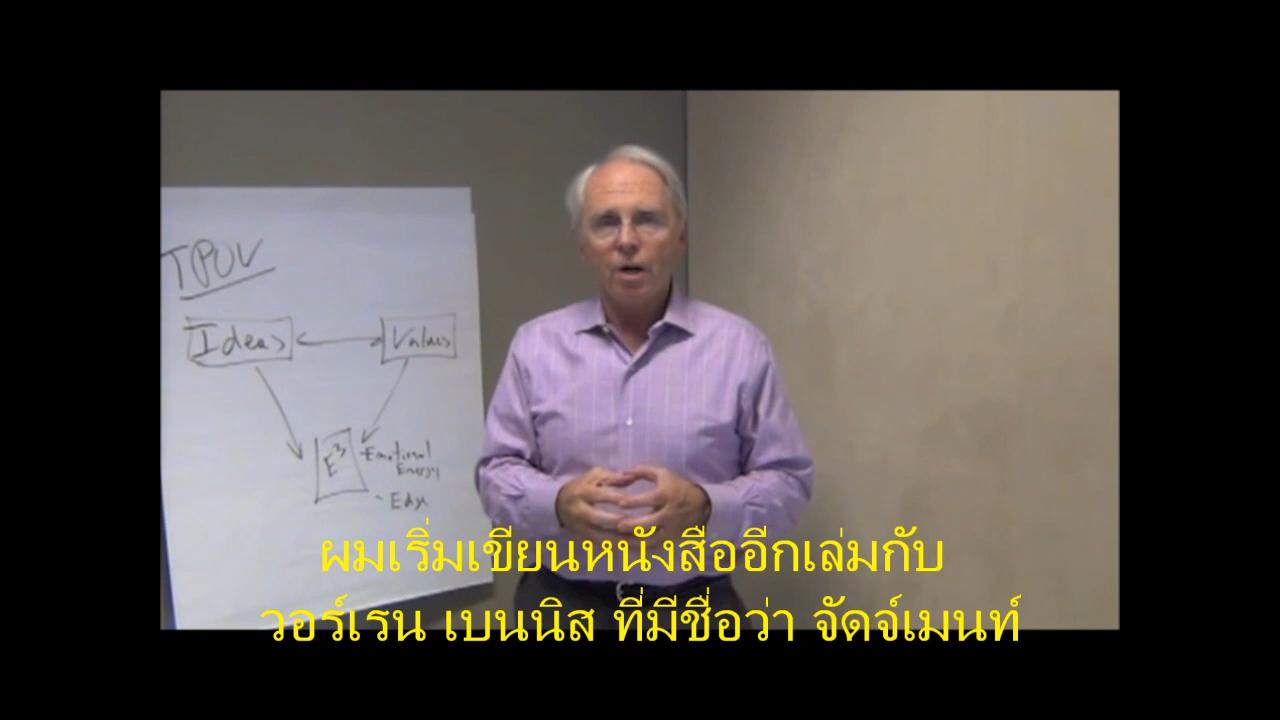 TPOV
Ideas
Values
E³
-Emotional
Energy
- Edge
ผมเริ่มเขียนหนังสืออีกเล่มกับ
วอร์เรน เบนนิส ที่มีชื่อว่า จัดจ์เมนท์